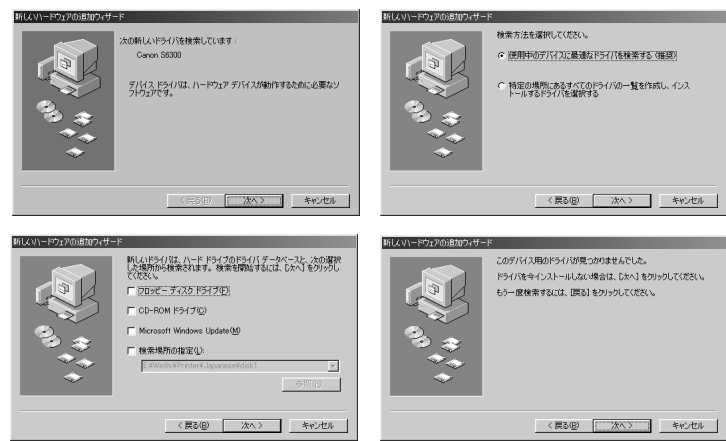 新しいハードウェアの追加ウィザード
次の新しいドライバを検索しています:
Canon S6300
デバイス ドライバは、ハードウェア デバイスが動作するために必要なソ
フトウェアです。
< 戻る(B)
次へ >
キャンセル
新しいハードウェアの追加ウィザード
検索方法を選択してください。
使用中のデバイスに最適なドライバを検索する (推奨)
特定の場所にあるすべてのドライバの一覧を作成し、インス
トールするドライバを選択する
< 戻る(B)
次へ >
キャンセル
新しいハードウェアの追加ウィザード
新しいドライバは、ハード ドライブのドライバ データベースと、次の選択
した場所から検索されます。検索を開始するには、[次へ] をクリックし
てください。
フロッピー ディスク ドライブ(F)
CD-ROM ドライブ(C)
Microsoft Windows Update(M)
検索場所の指定(L):
E:¥Win9x¥Printer¥Japanese¥disk1
参照(R)...
< 戻る(B)
次へ >
キャンセル
新しいハードウェアの追加ウィザード
このデバイス用のドライバが見つかりませんでした。
ドライバを今インストールしない場合は、[次へ] をクリックしてください。
もう一度検索するには、[戻る] をクリックしてください。
< 戻る(B)
次へ >
キャンセル